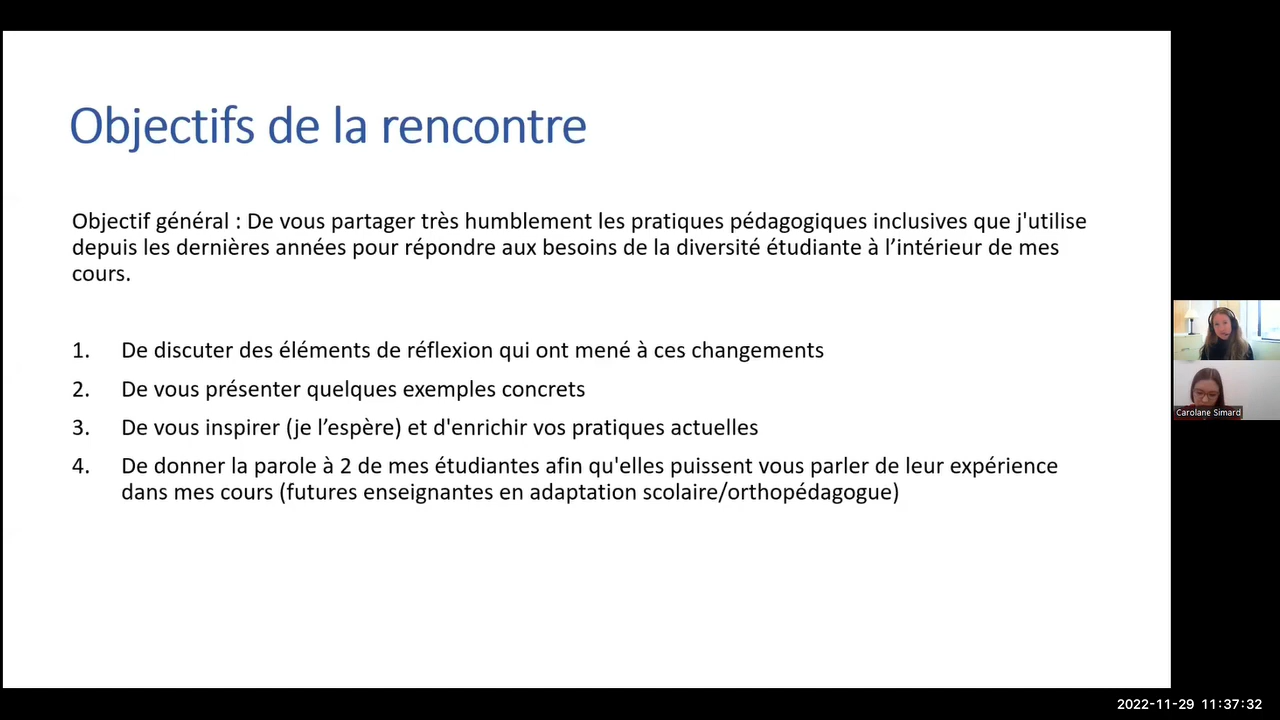 Objectifs de la rencontre
Objectif général : De vous partager très humblement les pratiques pédagogiques inclusives que j'utilise
depuis les dernières années pour répondre aux besoins de la diversité étudiante à l’intérieur de mes
cours.
1. De discuter des éléments de réflexion qui ont mené à ces changements
2. De vous présenter quelques exemples concrets
3. De vous inspirer (je l’espère) et d'enrichir vos pratiques actuelles
4. De donner la parole à 2 de mes étudiantes afin qu'elles puissent vous parler de leur expérience
dans mes cours (futures enseignantes en adaptation scolaire/orthopédagogue)
Carolane Simard
2022-11-29 11:37:32